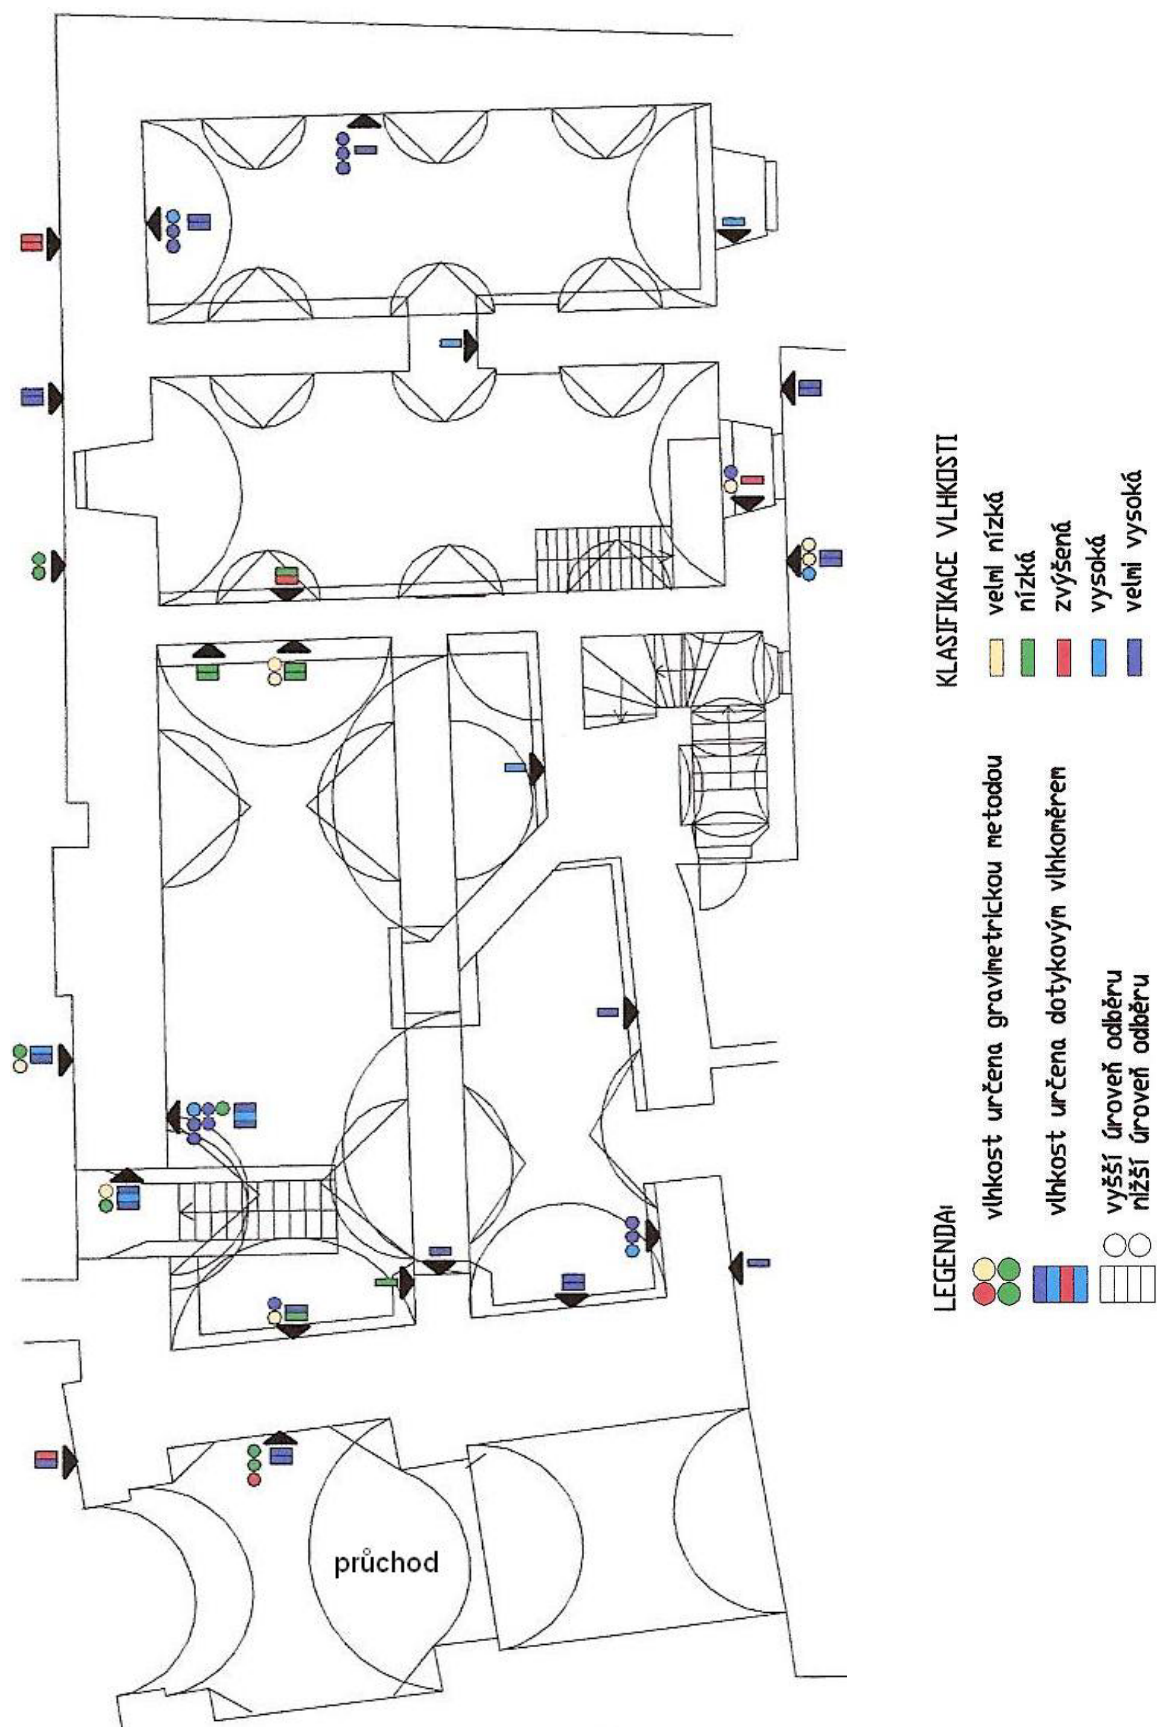 průchod
LEGENDA:
vlhkost určena gravimetrickou metodou
vlhkost určena dotykovým vlhkoměrem
vyšší úroveň odběru
nižší úroveň odběru
KLASIFIKACE VLHKOSTI
velmi nízká
nízká
zvýšená
vysoká
velmi vysoká